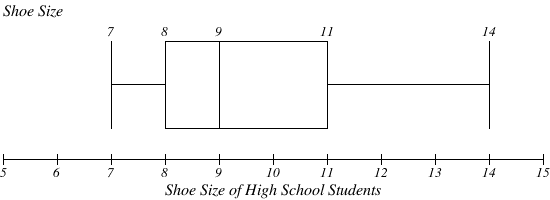 Shoe Size
7 8 9 11 14
5 6 7 8 9 10 11 12 13 14 15
Shoe Size of High School Students